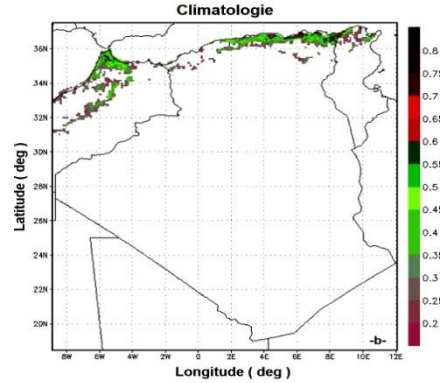 Climatologie
36N
34N
32N
30N
28N
26N
24N
22N
20N
Latitude ( deg )
8W 6W 4W 2W 0 2E 4E 6E 8E 10E 12E
Longitude ( deg )
-b-
0.8
0.75
0.7
0.65
0.6
0.55
0.5
0.45
0.4
0.35
0.3
0.25
0.2